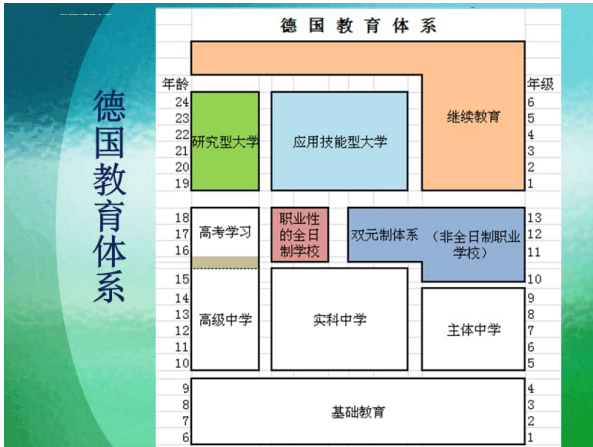 德国教育体系
德国教育体系
年龄
年级
继续教育
24
6
23
5
22
研究型大学
应用技能型大学
4
21
3
20
2
19
1
18
高考学习
职业性
的全日
制学校
双元制体系
（非全日制职业
学校）
13
17
12
16
11
15
10
14
9
13
高级中学
实科中学
主体中学
8
12
7
11
6
10
5
9
4
8
基础教育
3
7
2
6
1